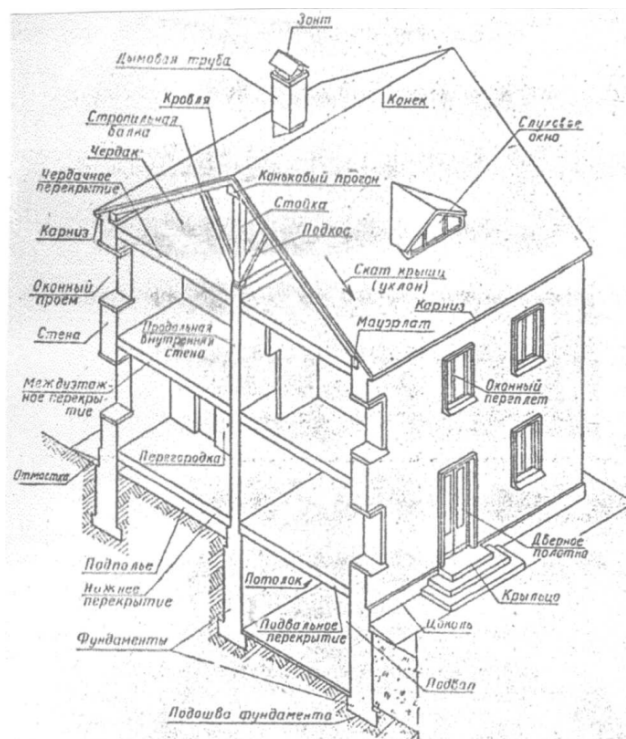 Зонт
Дымовая труба
Кровля
Конек
Стропильная
балка
Слуховое
окно
Чердак
Чердачное
перекрытие
Коньковый прогон
Стойка
Карниз
Подкос
Скат крыши
(уклон)
Оконный
проем
Карниз
Мауэрлат
Стена
Продольная
внутренняя
стена
Оконный
переплет
Междуэтаж-
ное перекры-
тие
Перегородка
Отмостка
Дверное
полотно
Подполье
Потолок
Нижнее
перекрытие
Крыльцо
Цоколь
Подвальное
перекрытие
Фундаменты
Подвал
Подошва фундамента